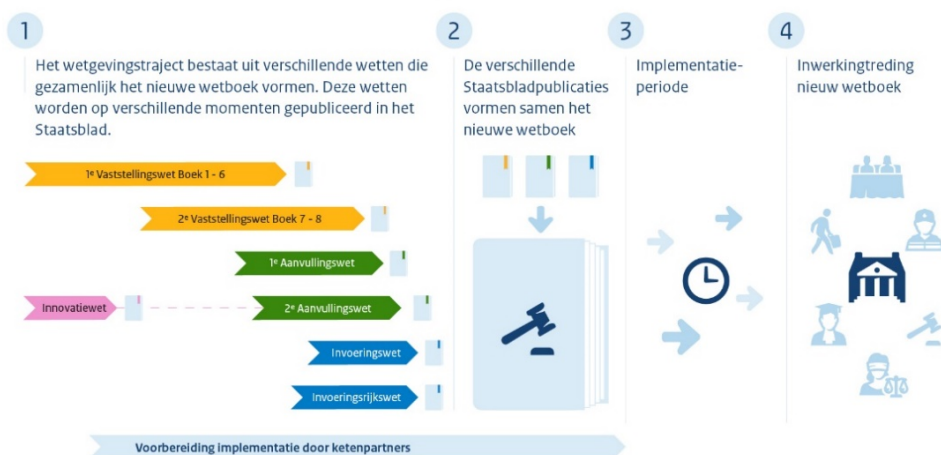 1
Het wetgevingstraject bestaat uit verschillende wetten die
gezamenlijk het nieuwe wetboek vormen. Deze wetten
worden op verschillende momenten gepubliceerd in het
Staatsblad.
1e Vaststellingswet Boek 1 - 6
2e Vaststellingswet Boek 7 - 8
1e Aanvullingswet
Innovatiewet
2e Aanvullingswet
Invoeringswet
Invoeringsrijkswet
Voorbereiding implementatie door ketenpartners
2
De verschillende
Staatsbladpublicaties
vormen samen het
nieuwe wetboek
3
Implementatie-
periode
4
Inwerkingtreding
nieuw wetboek